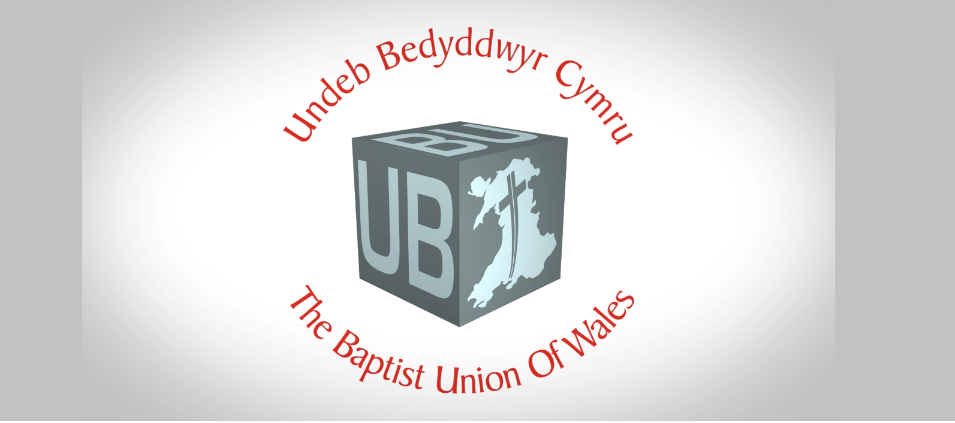 Undeb Bedyddwyr Cymru
BU
UB
The Baptist Union Of Wales